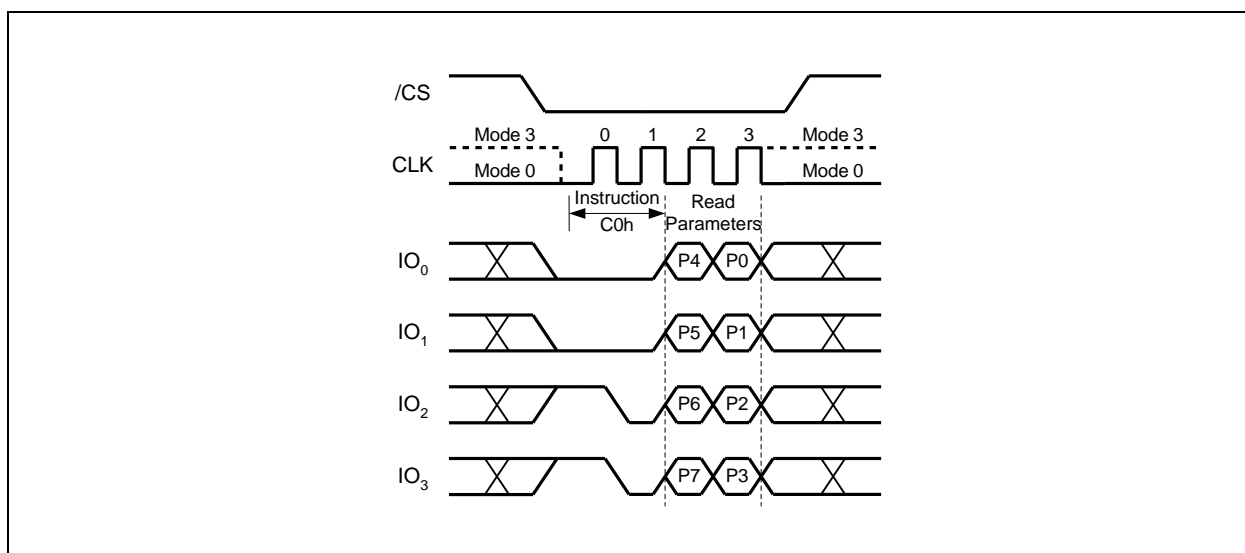 /CS
Mode 3 0 1 2 3 Mode 3
CLK Mode 0 Mode 0
Instruction Read
C0h Parameters
IO0 P4 P0
IO1 P5 P1
IO2 P6 P2
IO3 P7 P3